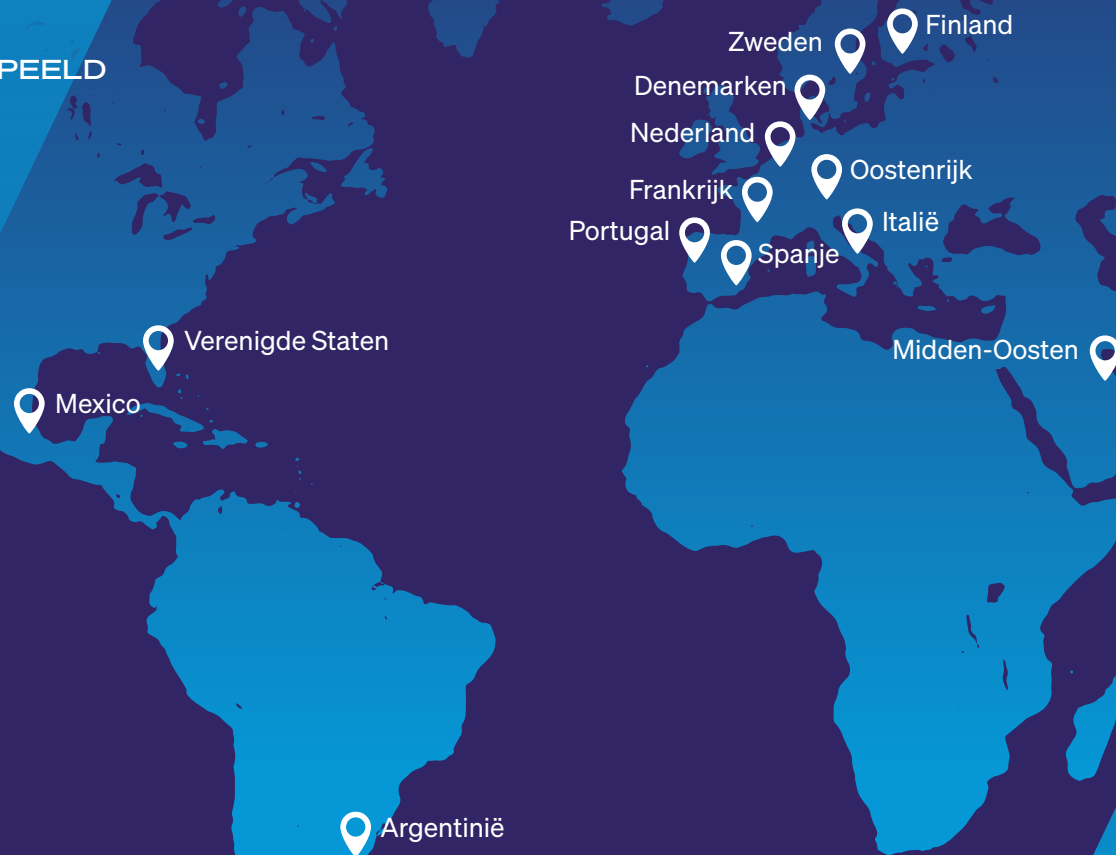 PEELD
Finland
Zweden
Denemarken
Nederland
Oostenrijk
Frankrijk
Italië
Portugal
Spanje
Verenigde Staten
Midden-Oosten
Mexico
Argentinië